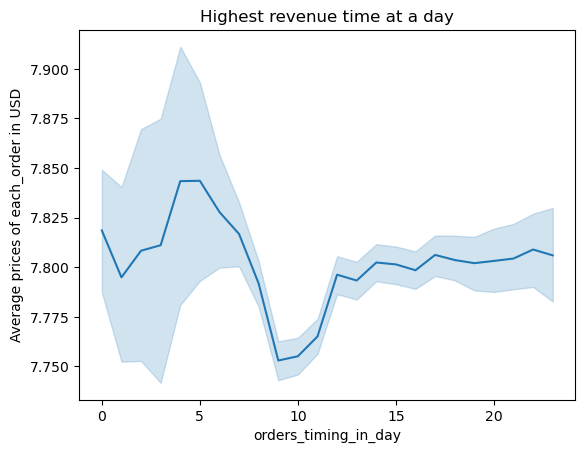 Highest revenue time at a day
Average prices of each_order in USD
7.900
7.875
7.850
7.825
7.800
7.775
7.750
0 5 10 15 20
orders_timing_in_day